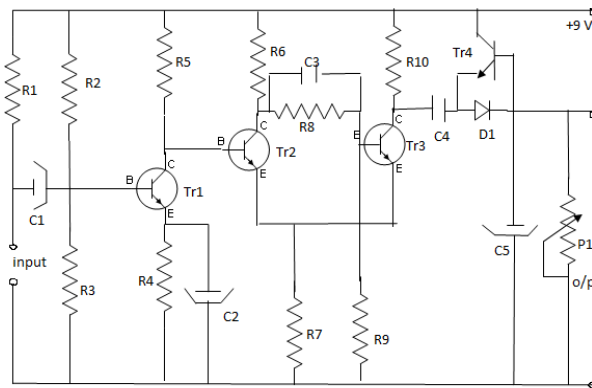 +9 V
R1
R2
R5
R6
C3
R10
Tr4
R8
C
C
C
B
B
E
Tr2
Tr3
C4
D1
B
Tr1
E
E
E
C1
input
R3
R4
C2
R7
R9
C5
P1
o/p